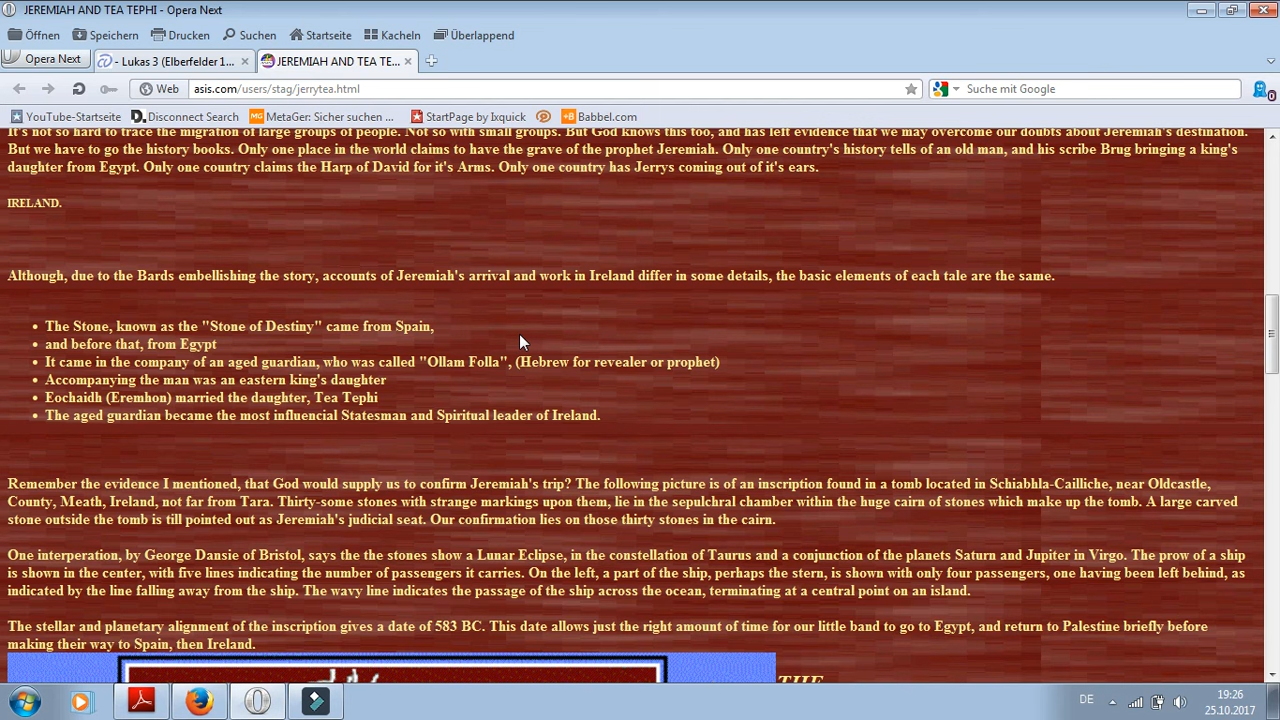 JEREMIAH AND TEA TEPHI - Opera Next
Öffnen Speichern Drucken Suchen Startseite Kacheln Überlappend
Opera Next - Lukas 3 (Elberfelder 1... JEREMIAH AND TEA TE...
Web asis.com/users/stag/jerrytea.html Suche mit Google
YouTube-Startseite Disconnect Search MG MetaGer: Sicher suchen ... StartPage by Ixquick +B Babbel.com 0
It's not so hard to trace the migration of large groups of people. Not so with small groups. But God knows this too, and has left evidence that we may overcome our doubts about Jeremiah's destination.
But we have to go the history books. Only one place in the world claims to have the grave of the prophet Jeremiah. Only one country's history tells of an old man, and his scribe Brug bringing a king's
daughter from Egypt. Only one country claims the Harp of David for it's Arms. Only one country has Jerrys coming out of it's ears.
IRELAND.
Although, due to the Bards embellishing the story, accounts of Jeremiah's arrival and work in Ireland differ in some details, the basic elements of each tale are the same.
• The Stone, known as the "Stone of Destiny" came from Spain,
• and before that, from Egypt
• It came in the company of an aged guardian, who was called "Ollam Folla", (Hebrew for revealer or prophet)
• Accompanying the man was an eastern king's daughter
• Eochaidh (Eremhon) married the daughter, Tea Tephi
• The aged guardian became the most influencial Statesman and Spiritual leader of Ireland.
Remember the evidence I mentioned, that God would supply us to confirm Jeremiah's trip? The following picture is of an inscription found in a tomb located in Schiabhla-Cailliche, near Oldcastle,
County, Meath, Ireland, not far from Tara. Thirty-some stones with strange markings upon them, lie in the sepulchral chamber within the huge cairn of stones which make up the tomb. A large carved
stone outside the tomb is till pointed out as Jeremiah's judicial seat. Our confirmation lies on those thirty stones in the cairn.
One interperation, by George Dansie of Bristol, says the the stones show a Lunar Eclipse, in the constellation of Taurus and a conjunction of the planets Saturn and Jupiter in Virgo. The prow of a ship
is shown in the center, with five lines indicating the number of passengers it carries. On the left, a part of the ship, perhaps the stern, is shown with only four passengers, one having been left behind, as
indicated by the line falling away from the ship. The wavy line indicates the passage of the ship across the ocean, terminating at a central point on an island.
The stellar and planetary alignment of the inscription gives a date of 583 BC. This date allows just the right amount of time for our little band to go to Egypt, and return to Palestine briefly before
making their way to Spain, then Ireland.
THE
DE 19:26
25.10.2017